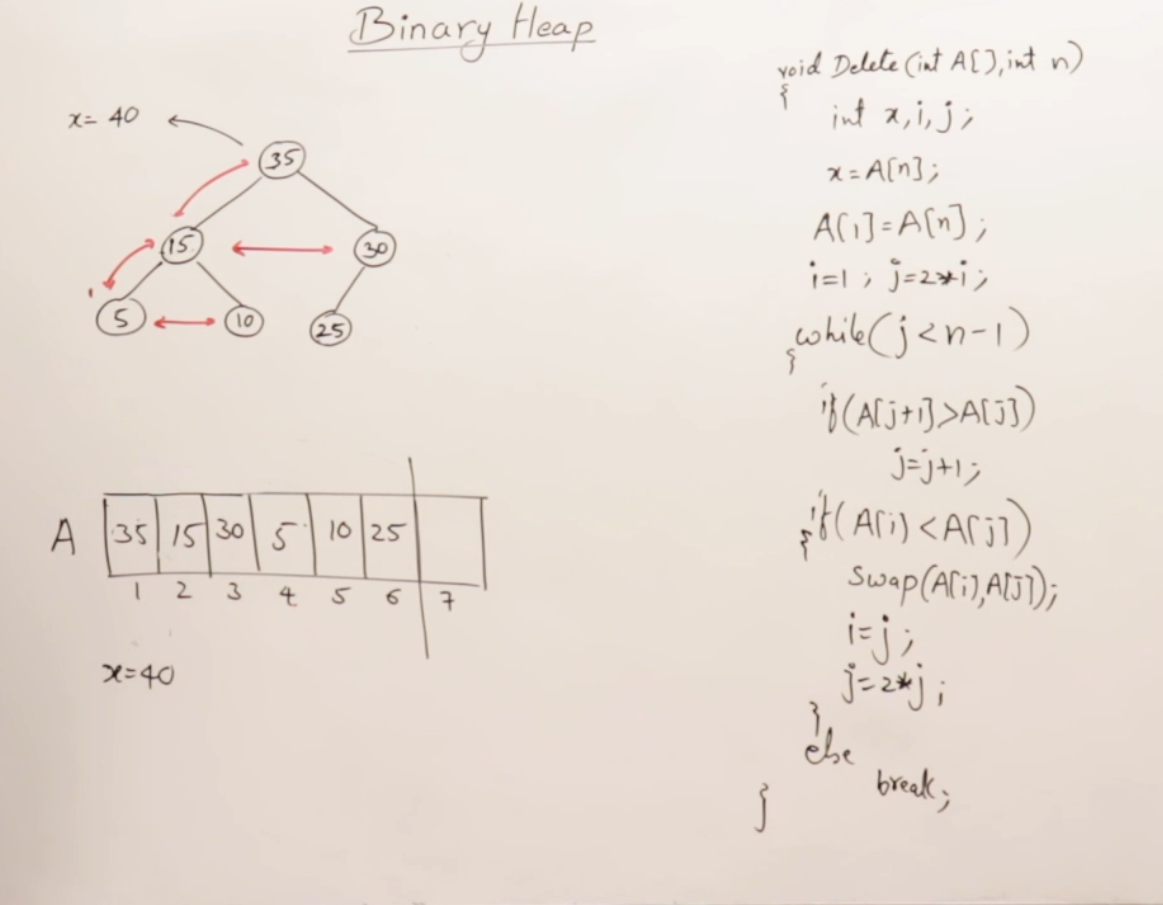 Binary Heap
x= 40
35
15
30
5
10
25
A
35 15 30 5 10 25
1 2 3 4 5 6 7
x=40
void Delete(int A[],int n)
{
int x,i,j;
x=A[n];
A[1]=A[n];
i=1; j=2*i;
while(j<n-1)
{
if(A[j+1]>A[j])
j=j+1;
if(A[i]<A[j])
{
Swap(A[i],A[j]);
i=j;
j=2*j;
}
else
break;
}